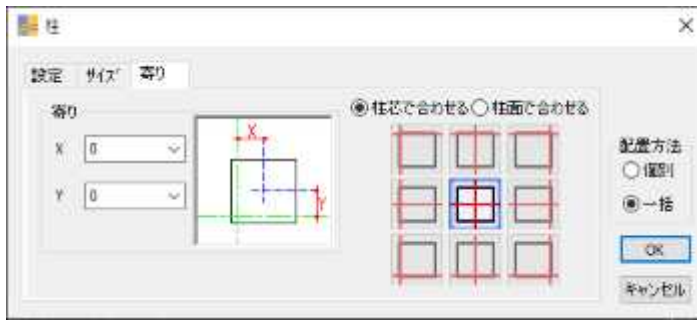 柱
設定 サイズ 寄り
寄り
X 0
Y 0
X
Y
◉柱芯で合わせる○柱面で合わせる
配置方法
○個別
◉一括
OK
キャンセル